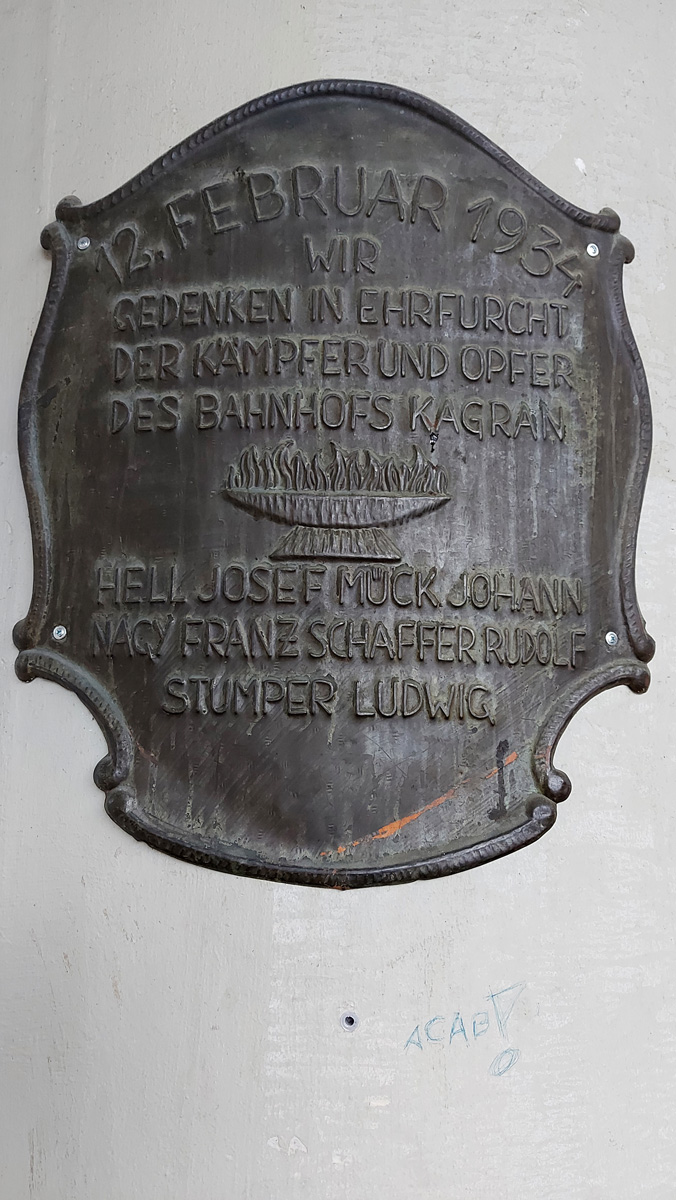 12. FEBRUAR 1934
WIR
GEDENKEN IN EHRFURCHT
DER KÄMPFER UND OPFER
DES BAHNHOFS KAGRAN
HELL JOSEF MÜCK JOHANN
NAGY FRANZ SCHAFFER RUDOLF
STUMPER LUDWIG
ACAB!